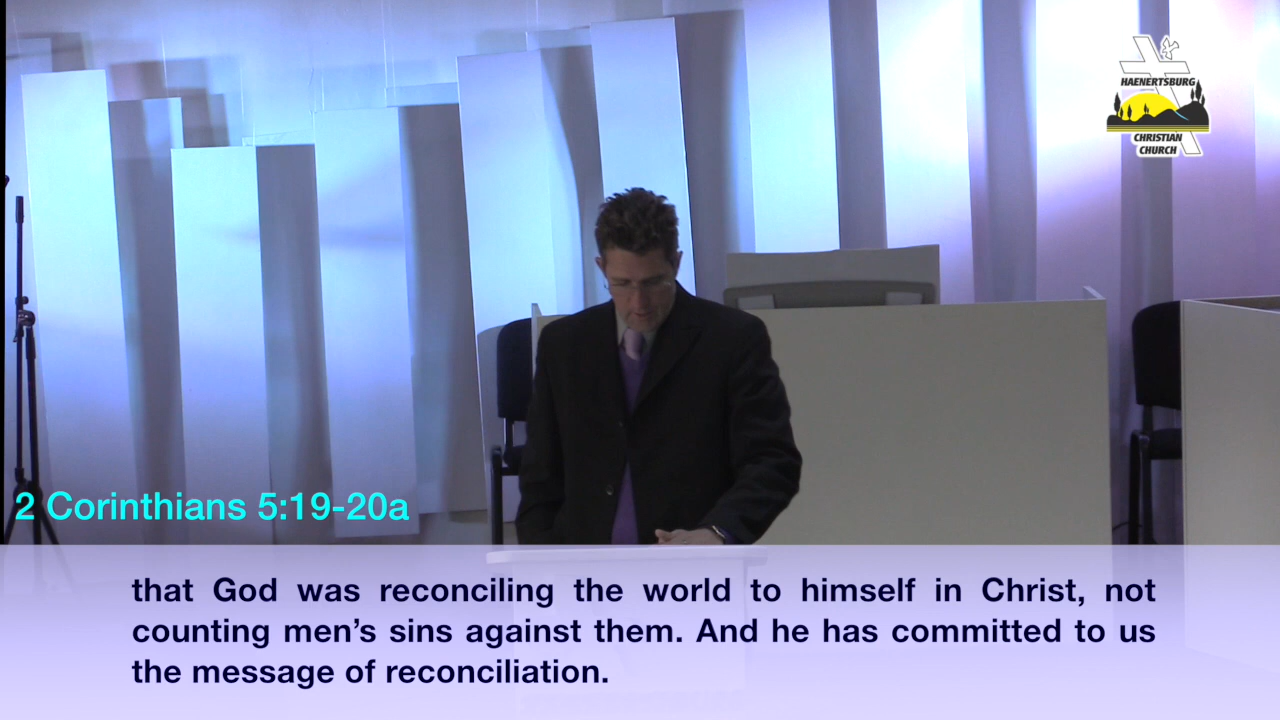 HAENERTSBURG
CHRISTIAN
CHURCH
2 Corinthians 5:19-20a
that God was reconciling the world to himself in Christ, not
counting men’s sins against them. And he has committed to us
the message of reconciliation.